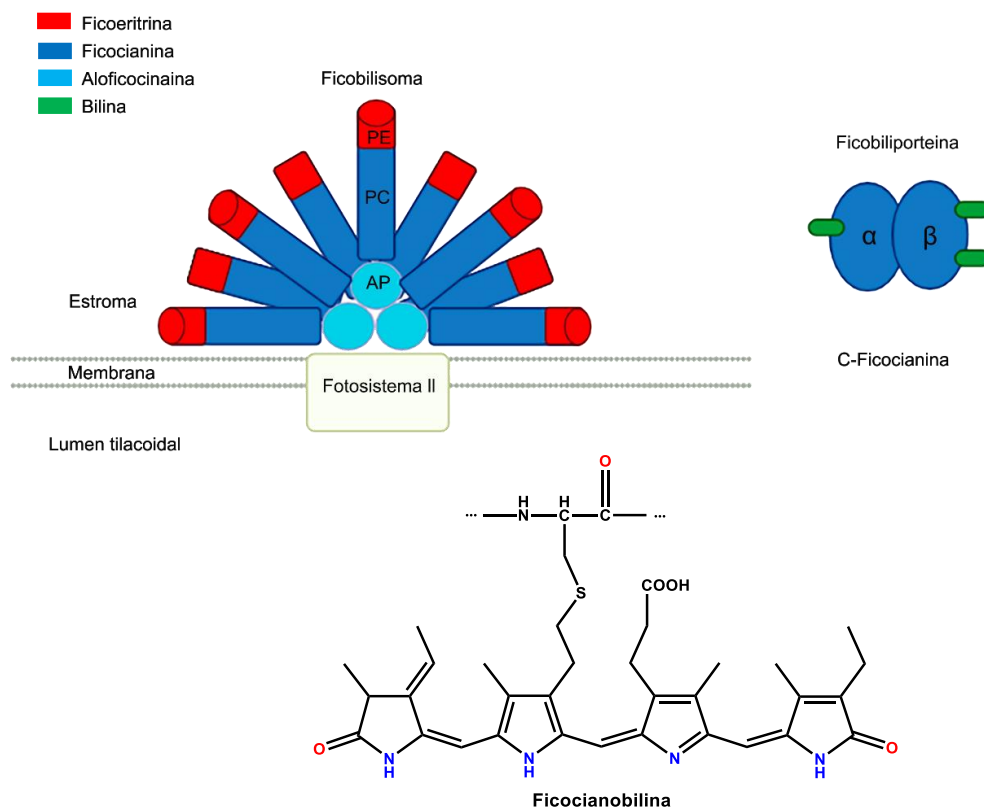 Ficoeritrina
Ficocianina
Aloficocinaina
Bilina
Ficobilisoma
PE
PC
AP
Estroma
Membrana
Fotosistema II
Lumen tilacoidal
Ficobiliporteina
α β
C-Ficocianina
O
... N H C H C ...
S
COOH
O N H N H N N H O
Ficocianobilina